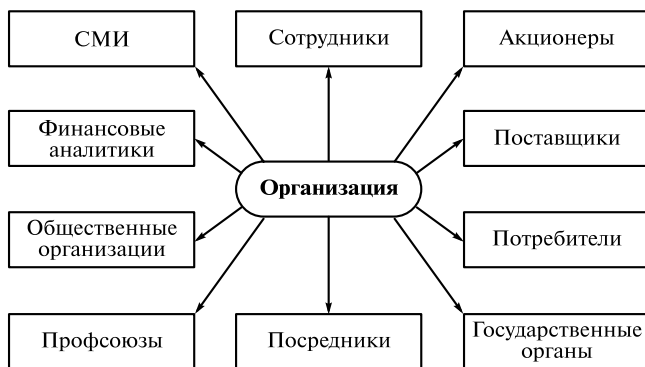 СМИ
Сотрудники
Акционеры
Финансовые
аналитики
Поставщики
Организация
Общественные
организации
Потребители
Профсоюзы
Посредники
Государственные
органы